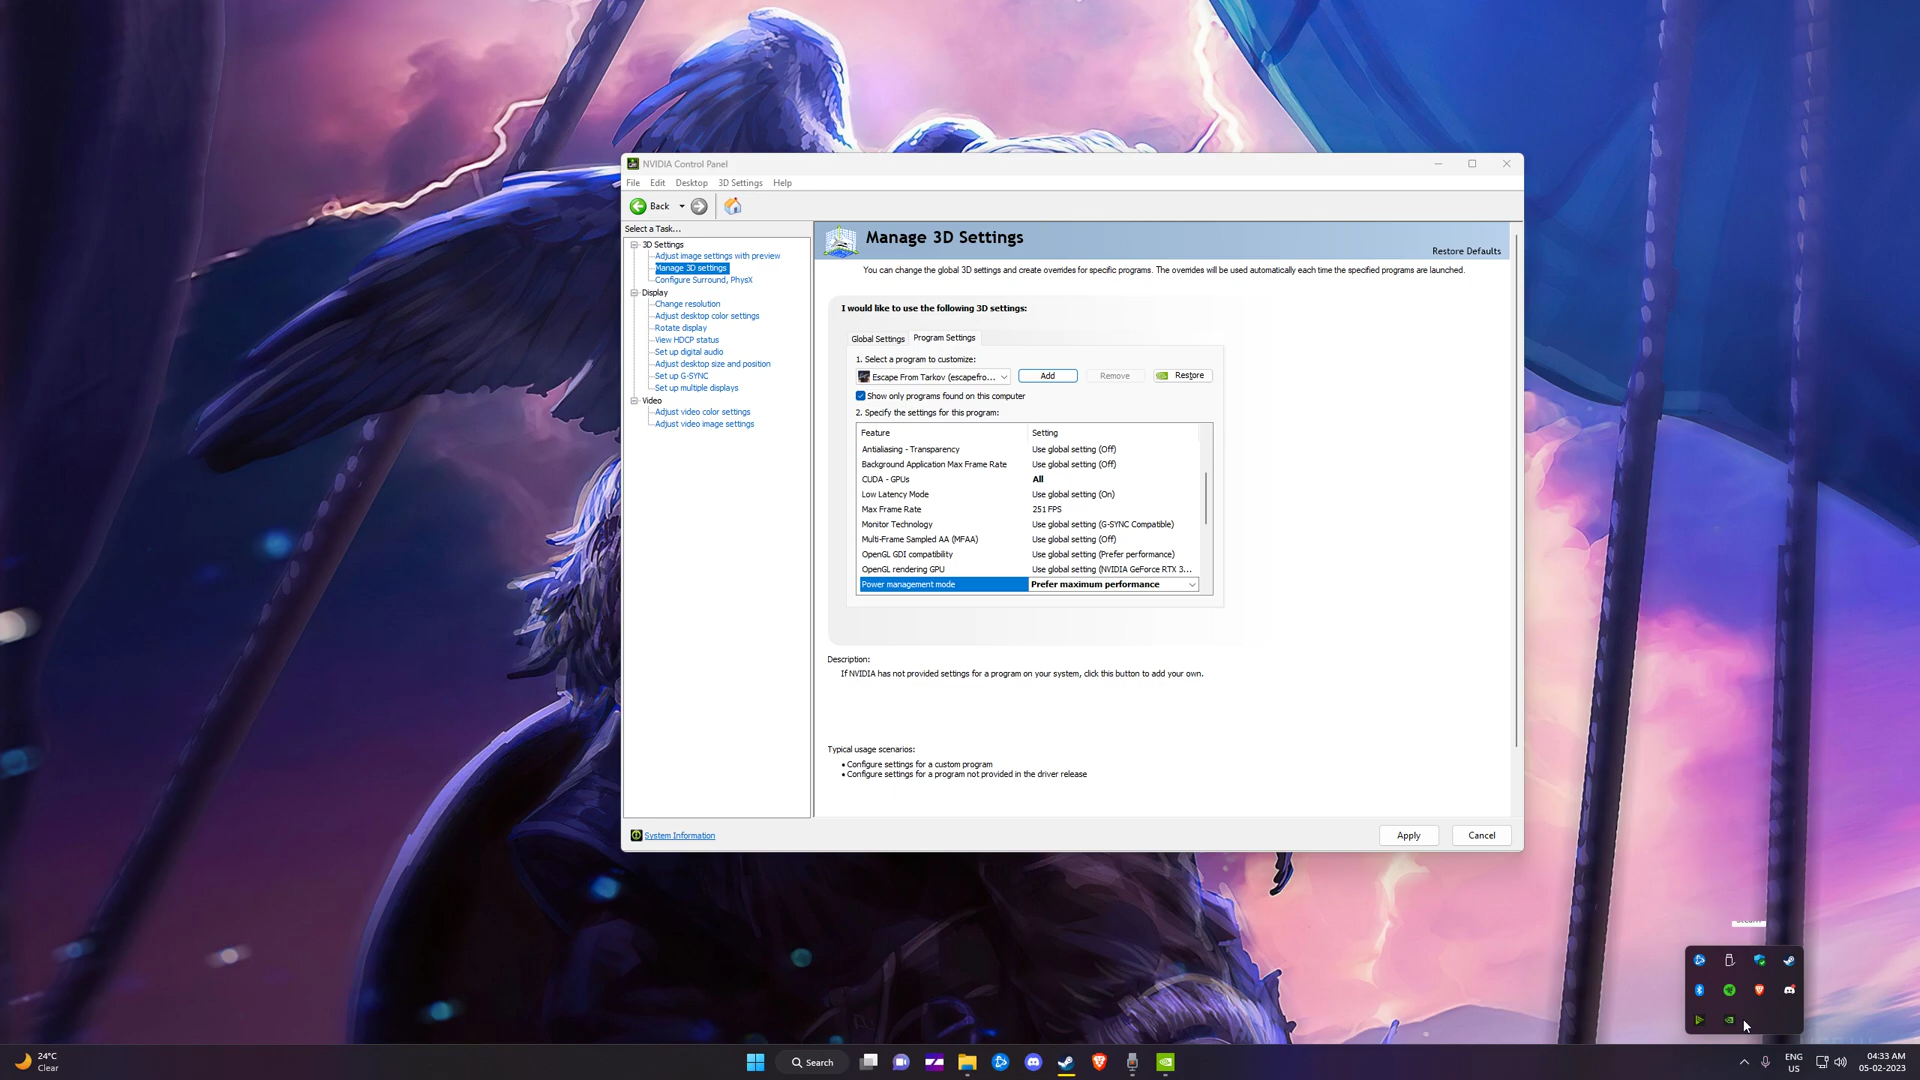 NVIDIA Control Panel
File Edit Desktop 3D Settings Help
Back
Select a Task...
3D Settings
Adjust image settings with preview
Manage 3D settings
Configure Surround, PhysX
Display
Change resolution
Adjust desktop color settings
Rotate display
View HDCP status
Set up digital audio
Adjust desktop size and position
Set up G-SYNC
Set up multiple displays
Video
Adjust video color settings
Adjust video image settings
System Information
Manage 3D Settings
Restore Defaults
You can change the global 3D settings and create overrides for specific programs. The overrides will be used automatically each time the specified programs are launched.
I would like to use the following 3D settings:
Global Settings Program Settings
1. Select a program to customize:
Escape From Tarkov (escapefro... Add Remove Restore
Show only programs found on this computer
2. Specify the settings for this program:
Feature Setting
Antialiasing - Transparency Use global setting (Off)
Background Application Max Frame Rate Use global setting (Off)
CUDA - GPUs All
Low Latency Mode Use global setting (On)
Max Frame Rate 251 FPS
Monitor Technology Use global setting (G-SYNC Compatible)
Multi-Frame Sampled AA (MFAA) Use global setting (Off)
OpenGL GDI compatibility Use global setting (Prefer performance)
OpenGL rendering GPU Use global setting (NVIDIA GeForce RTX 3...
Power management mode Prefer maximum performance
Description:
If NVIDIA has not provided settings for a program on your system, click this button to add your own.
Typical usage scenarios:
• Configure settings for a custom program
• Configure settings for a program not provided in the driver release
Apply Cancel
24°C
Clear
Search
ENG
US
04:33 AM
05-02-2023